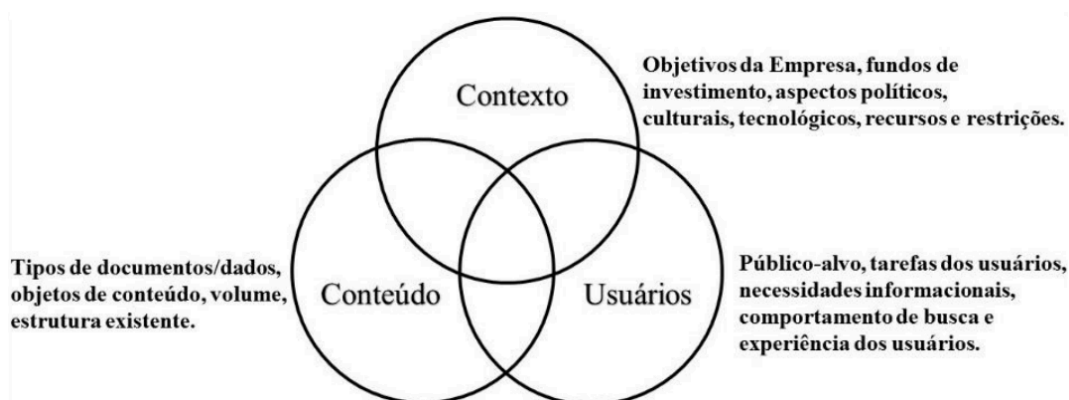 Contexto
Objetivos da Empresa, fundos de
investimento, aspectos políticos,
culturais, tecnológicos, recursos e restrições.
Tipos de documentos/dados,
objetos de conteúdo, volume,
estrutura existente.
Conteúdo
Usuários
Público-alvo, tarefas dos usuários,
necessidades informacionais,
comportamento de busca e
experiência dos usuários.